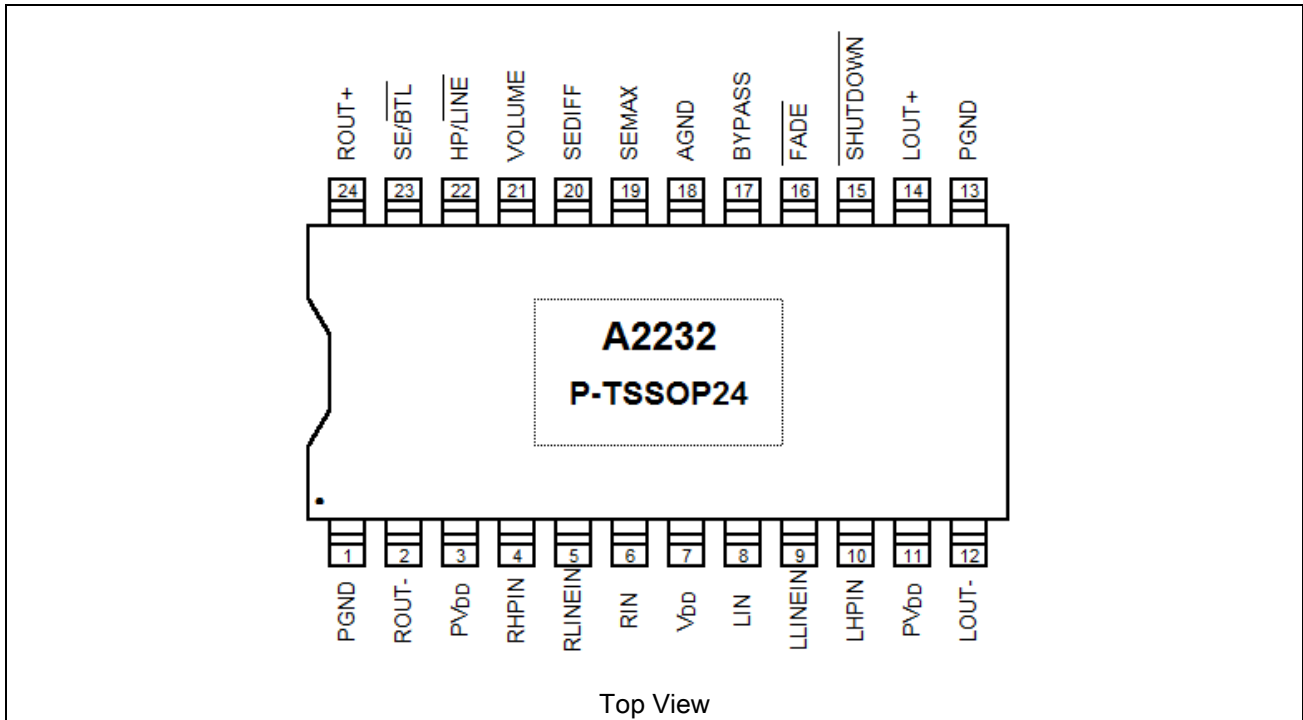 ROUT+
SE/BTL
HP/LINE
VOLUME
SEDIFF
SEMAX
AGND
BYPASS
FADE
SHUTDOWN
LOUT+
PGND
24 23 22 21 20 19 18 17 16 15 14 13
A2232
P-TSSOP24
1 2 3 4 5 6 7 8 9 10 11 12
PGND
ROUT-
PVDD
RHPIN
RLINEIN
RIN
VDD
LIN
LLINEIN
LHPIN
PVDD
LOUT-
Top View